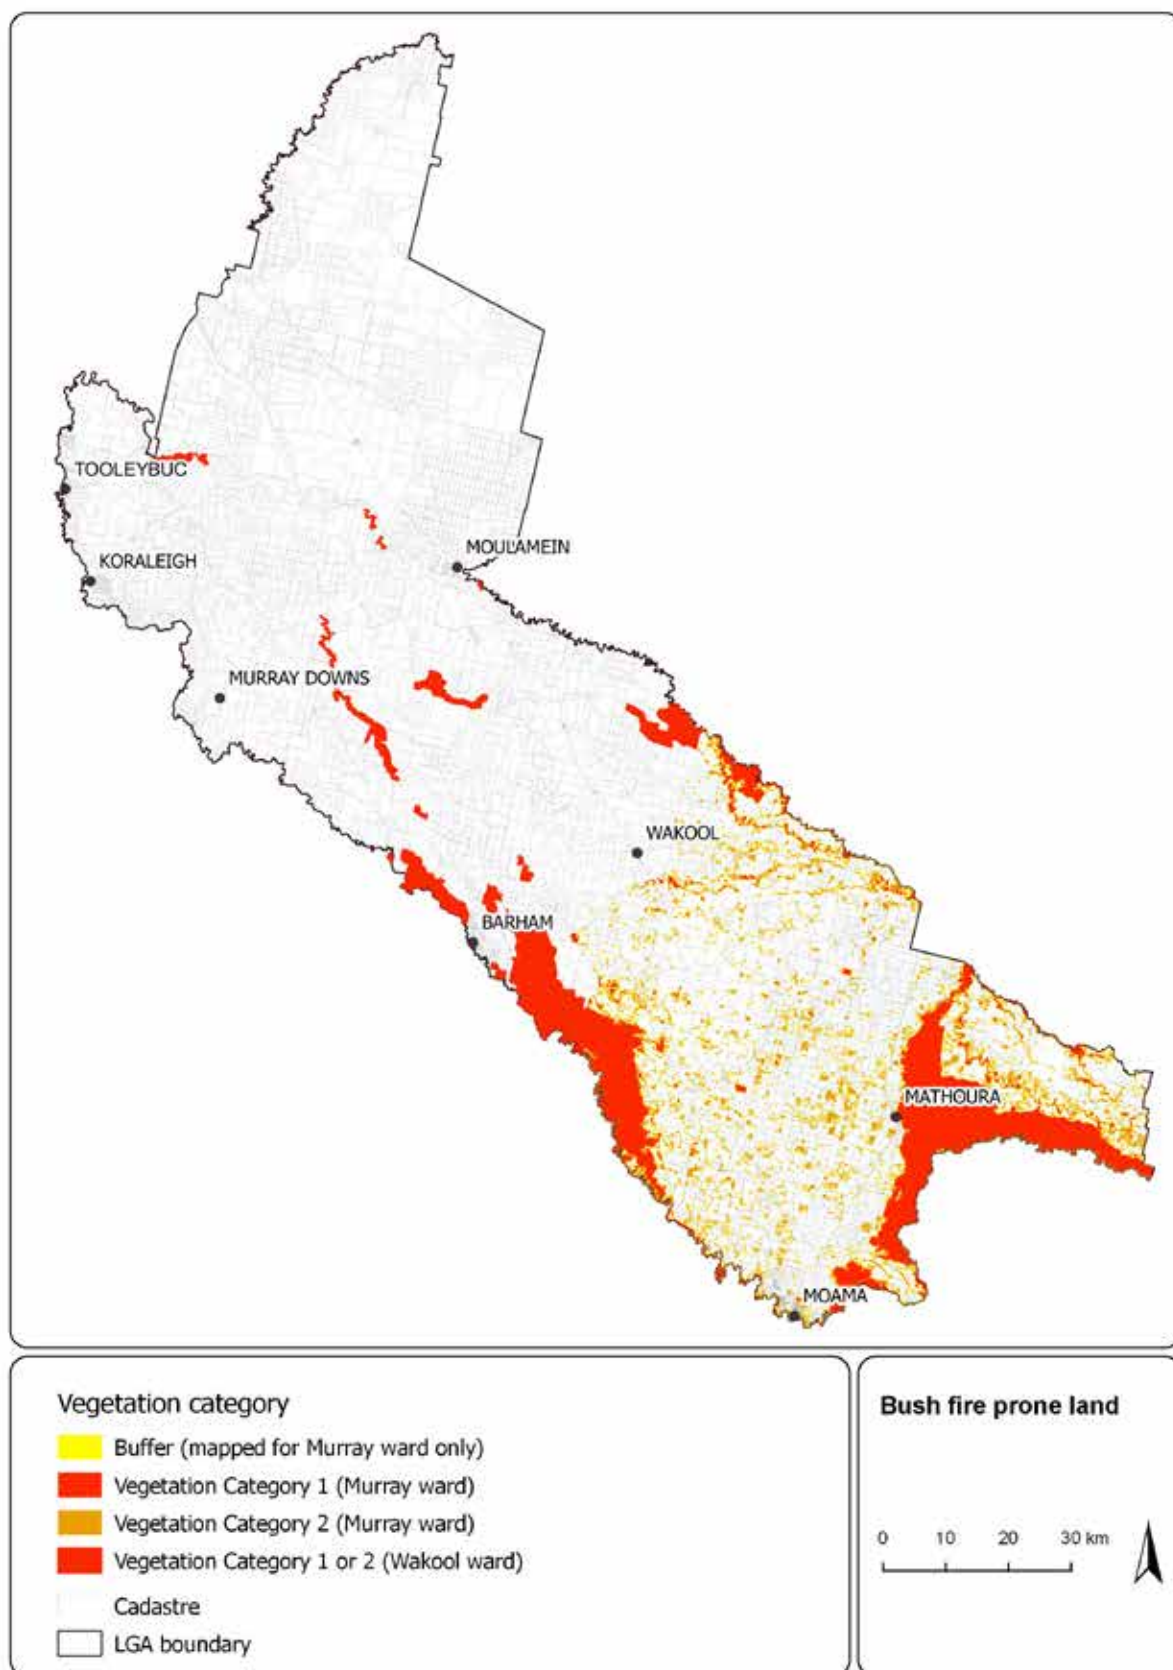 TOOLEYBUC
MOULAMEIN
KORALEIGH
MURRAY DOWNS
WAKOOL
BARHAM
MATHOURA
MOAMA
Vegetation category
Buffer (mapped for Murray ward only)
Vegetation Category 1 (Murray ward)
Vegetation Category 2 (Murray ward)
Vegetation Category 1 or 2 (Wakool ward)
Cadastre
LGA boundary
Bush fire prone land
0 10 20 30 km